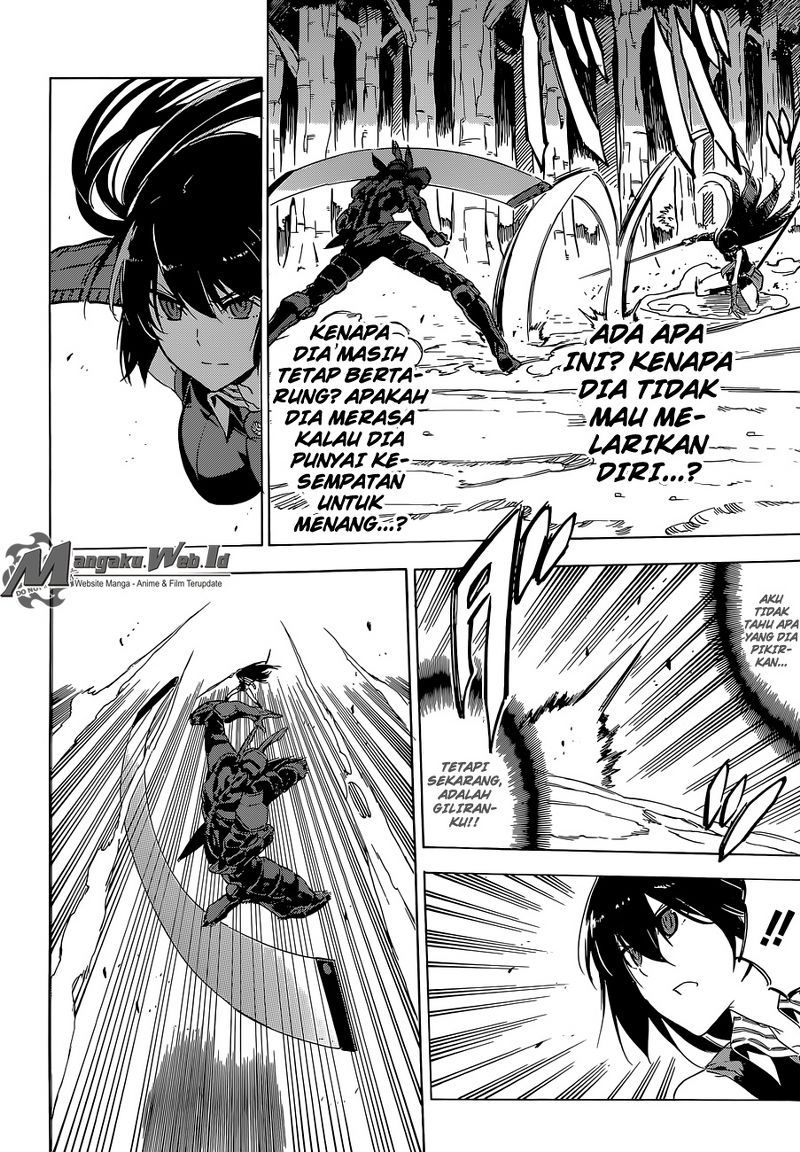 ADA APA
INI? KENAPA
DIA TIDAK
MAU ME-
LARIKAN
DIRI...?
KENAPA
DIA MASIH
TETAP BERTA-
RUNG? APAKAH
DIA MERASA
KALAU DIA
PUNYAI KE-
SEMPATAN
UNTUK
MENANG...?
Mangaku.Web.Id
DO NO
Website Manga - Anime & Film Terupdate
AKU
TIDAK
TAHU APA
YANG DIA
PIKIR-
KAN...
TETAPI
SEKARANG,
ADALAH
GILIRAN-
KU!!
!!